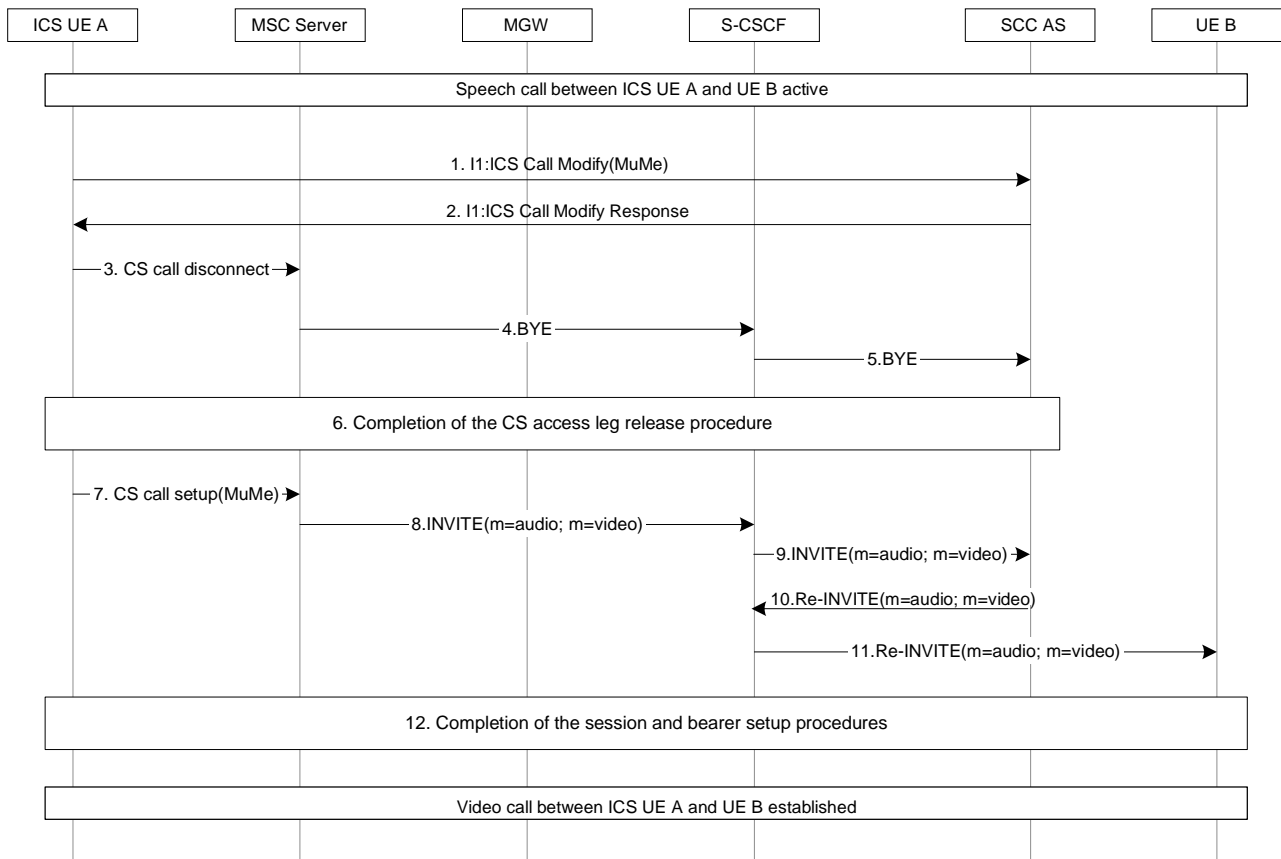 ICS UE A
MSC Server
MGW
S-CSCF
SCC AS
UE B
Speech call between ICS UE A and UE B active
1. I1:ICS Call Modify(MuMe)
2. I1:ICS Call Modify Response
3. CS call disconnect
4.BYE
5.BYE
6. Completion of the CS access leg release procedure
7. CS call setup(MuMe)
8.INVITE(m=audio; m=video)
9.INVITE(m=audio; m=video)
10.Re-INVITE(m=audio; m=video)
11.Re-INVITE(m=audio; m=video)
12. Completion of the session and bearer setup procedures
Video call between ICS UE A and UE B established